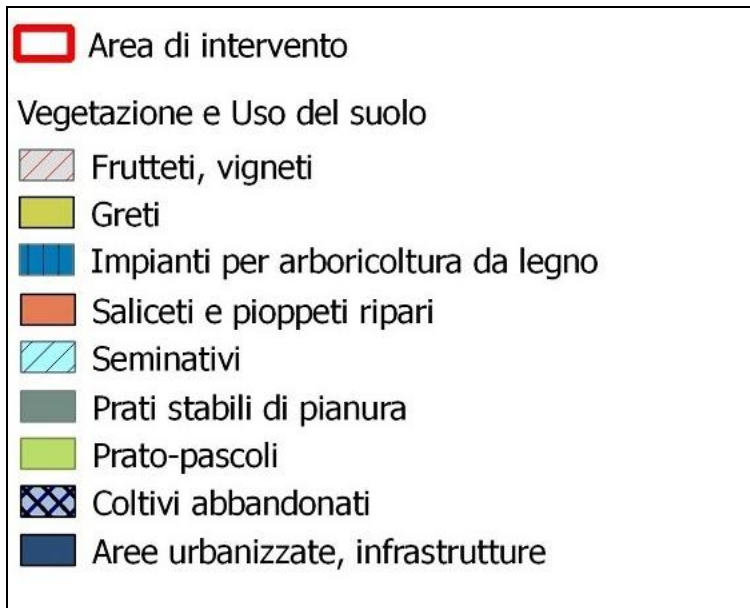 Area di intervento
Vegetazione e Uso del suolo
Frutteti, vigneti
Greti
Impianti per arboricoltura da legno
Saliceti e pioppeti ripari
Seminativi
Prati stabili di pianura
Prato-pascoli
Coltivi abbandonati
Aree urbanizzate, infrastrutture